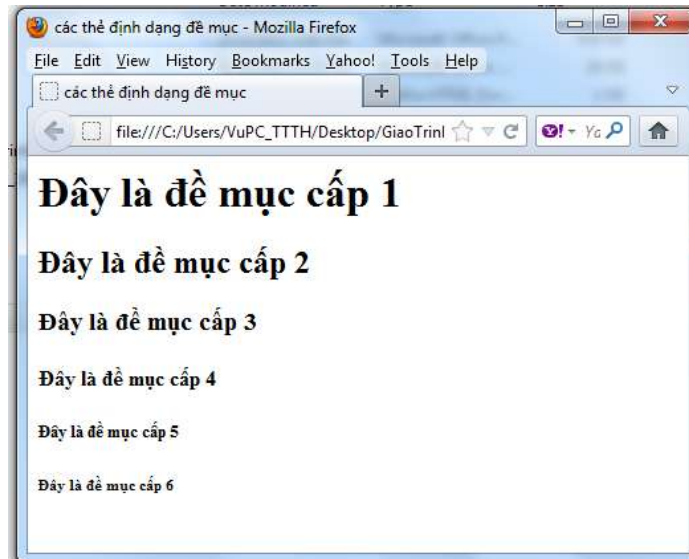 các thẻ định dạng đề mục - Mozilla Firefox
File Edit View History Bookmarks Yahoo! Tools Help
các thẻ định dạng đề mục
file:///C:/Users/VuPC_TTTH/Desktop/GiaoTrinl
Đây là đề mục cấp 1
Đây là đề mục cấp 2
Đây là đề mục cấp 3
Đây là đề mục cấp 4
Đây là đề mục cấp 5
Đây là đề mục cấp 6